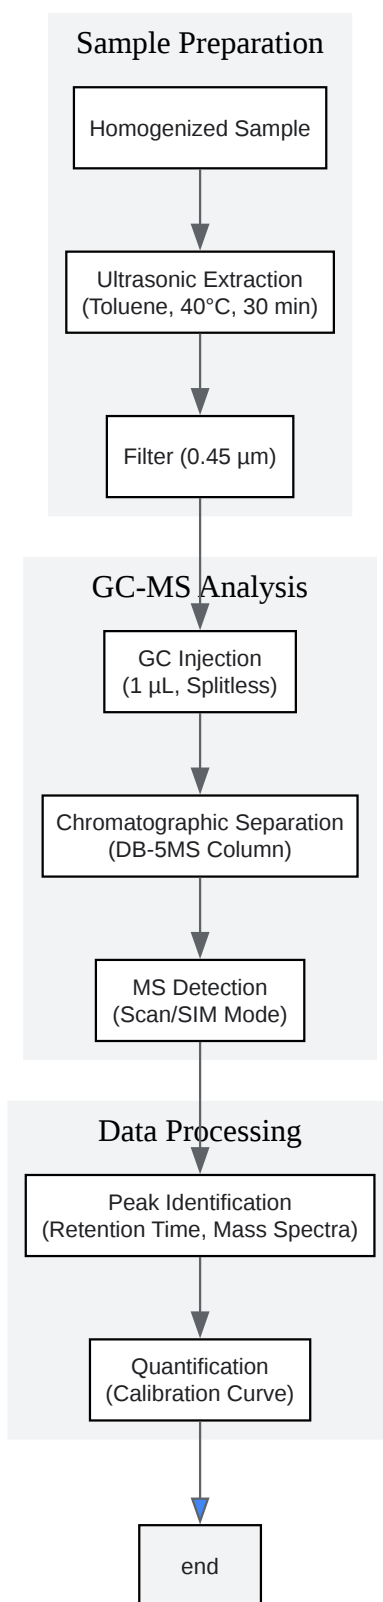 Sample Preparation
Homogenized Sample
Ultrasonic Extraction
(Toluene, 40°C, 30 min)
Filter (0.45 µm)
GC-MS Analysis
GC Injection
(1 µL, Splitless)
Chromatographic Separation
(DB-5MS Column)
MS Detection
(Scan/SIM Mode)
Data Processing
Peak Identification
(Retention Time, Mass Spectra)
Quantification
(Calibration Curve)
end